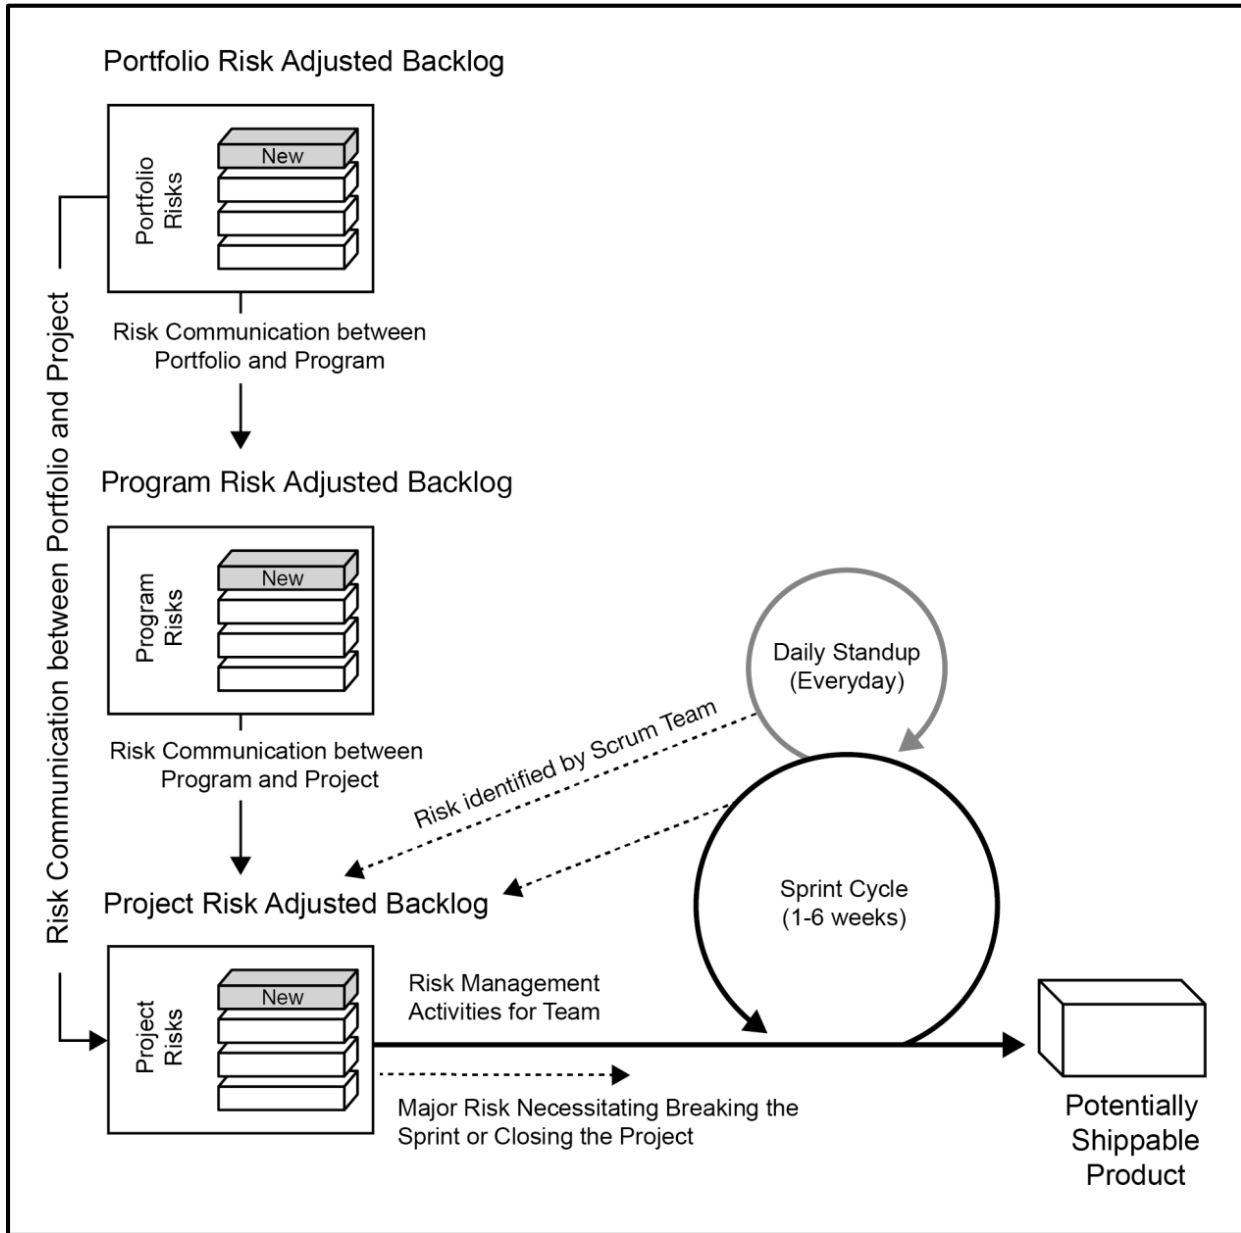 Portfolio Risk Adjusted Backlog
Portfolio
Risks
New
Risk Communication between
Portfolio and Program
Risk Communication between Portfolio and Project
Program Risk Adjusted Backlog
Program
Risks
New
Risk Communication between
Program and Project
Daily Standup
(Everyday)
Risk identified by Scrum Team
Sprint Cycle
(1-6 weeks)
Project Risk Adjusted Backlog
Project
Risks
New
Risk Management
Activities for Team
Major Risk Necessitating Breaking the
Sprint or Closing the Project
Potentially
Shippable
Product